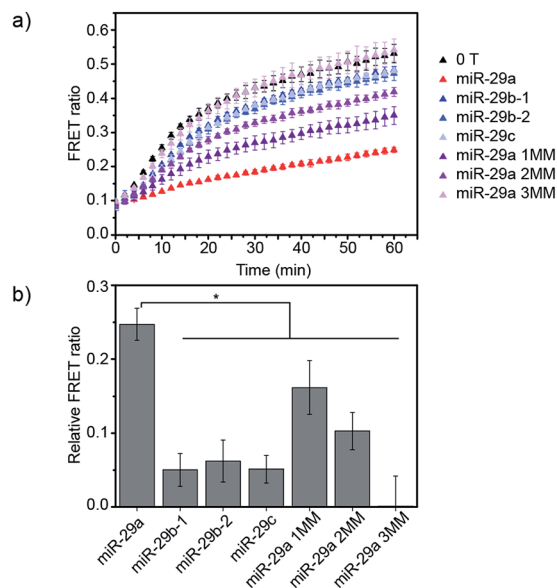 a)
0.6
0.5
0.4
0.3
0.2
0.1
0.0
FRET ratio
0 10 20 30 40 50 60
Time (min)
0 T
miR-29a
miR-29b-1
miR-29b-2
miR-29c
miR-29a 1MM
miR-29a 2MM
miR-29a 3MM
b)
0.3
0.2
0.1
0.0
Relative FRET ratio
*
miR-29a
miR-29b-1
miR-29b-2
miR-29c
miR-29a 1MM
miR-29a 2MM
miR-29a 3MM